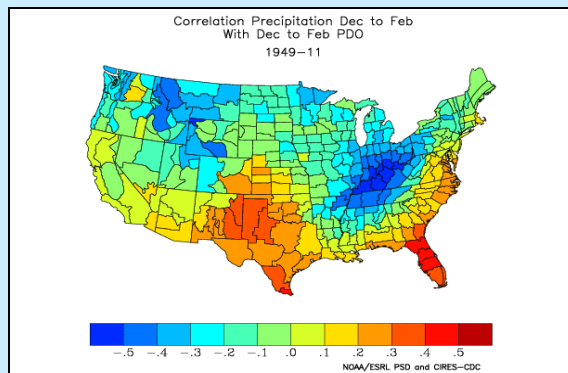 Correlation Precipitation Dec to Feb
With Dec to Feb PDO
1949-11
-.5 -.4 -.3 -.2 -.1 .0 .1 .2 .3 .4 .5
NOAA/ESRL PSD and CIRES-CDC